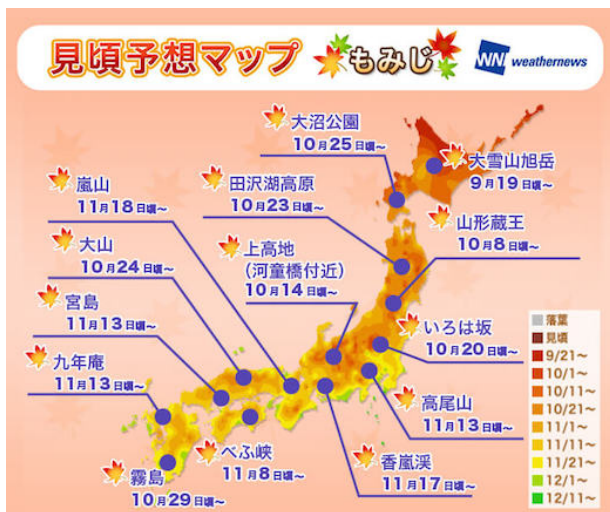 見頃予想マップ もみじ
WN weathernews
大沼公園
10月25日頃〜
大雪山旭岳
9月19日頃〜
嵐山
11月18日頃〜
田沢湖高原
10月23日頃〜
山形蔵王
10月8日頃〜
大山
10月24日頃〜
上高地
(河童橋付近)
10月14日頃〜
宮島
11月13日頃〜
いろは坂
10月20日頃〜
九年庵
11月13日頃〜
高尾山
11月13日頃〜
べふ峡
11月8日頃〜
香嵐渓
11月17日頃〜
霧島
10月29日頃〜
落葉
見頃
9/21〜
10/1〜
10/11〜
10/21〜
11/1〜
11/11〜
11/21〜
12/1〜
12/11〜